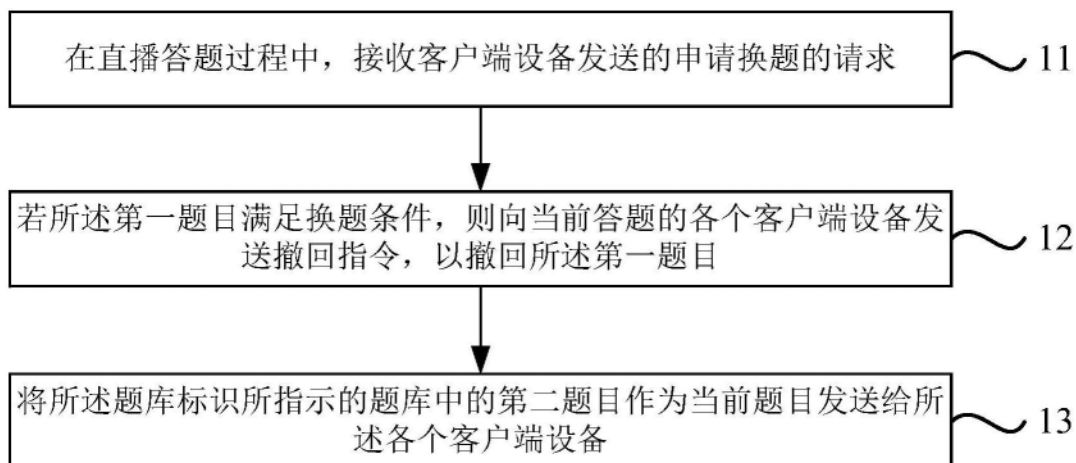 在直播答题过程中，接收客户端设备发送的申请换题的请求
11
若所述第一题目满足换题条件，则向当前答题的各个客户端设备发
送撤回指令，以撤回所述第一题目
12
将所述题库标识所指示的题库中的第二题目作为当前题目发送给所
述各个客户端设备
13